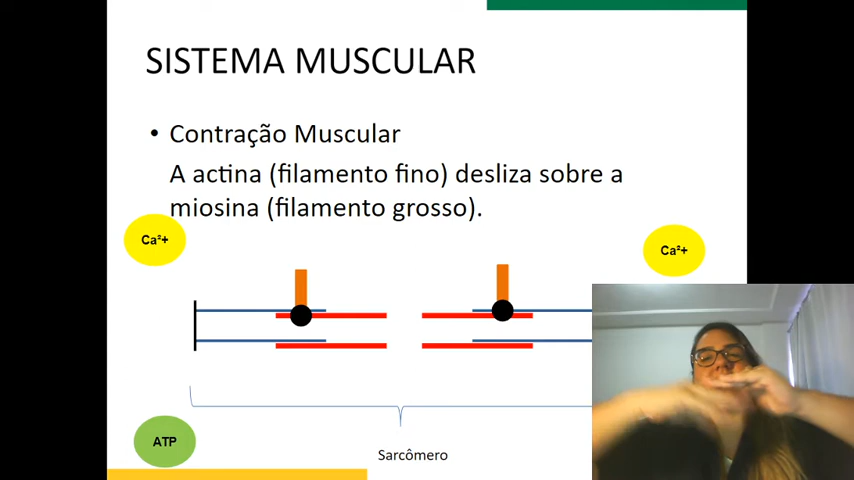 SISTEMA MUSCULAR
• Contração Muscular
A actina (filamento fino) desliza sobre a
miosina (filamento grosso).
Ca²+
Ca²+
ATP
Sarcômero